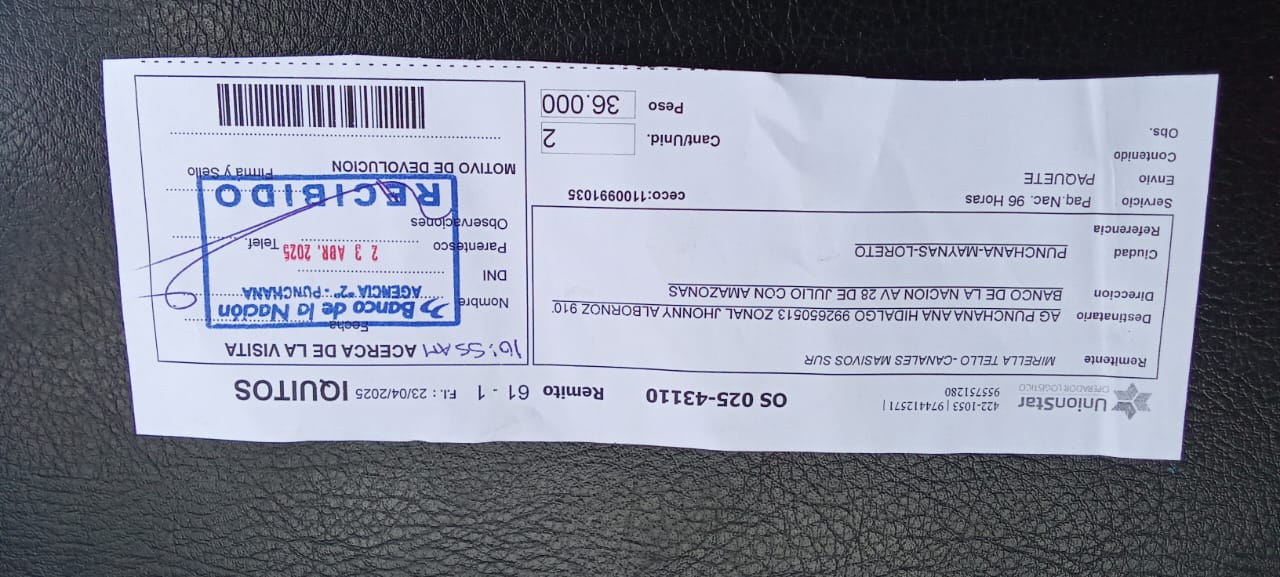 UnionStar
OPERADOR LOGISTICO
422-1053 | 974412571 |
955751280
OS 025-43110
Remito 61 - 1 F.I. : 23/04/2025 IQUITOS
Remitente MIRELLA TELLO -CANALES MASIVOS SUR
Destinatario AG PUNCHANA ANA HIDALGO 992650513 ZONAL JHONNY ALBORNOZ 910
Direccion BANCO DE LA NACION AV 28 DE JULIO CON AMAZONAS
Ciudad PUNCHANA-MAYNAS-LORETO
Referencia
Servicio Paq.Nac. 96 Horas ceco:1100991035
Envio PAQUETE
Contenido
Obs.
Cant/Unid. 2
Peso 36.000
10:55 AM ACERCA DE LA VISITA
Fecha
Nombre
DNI
Parentesco Telef.
Observaciones
Banco de la Nación
AGENCIA "2" - PUNCHANA
23 ABR. 2025
RECIBIDO
MOTIVO DE DEVOLUCION Firma y Sello